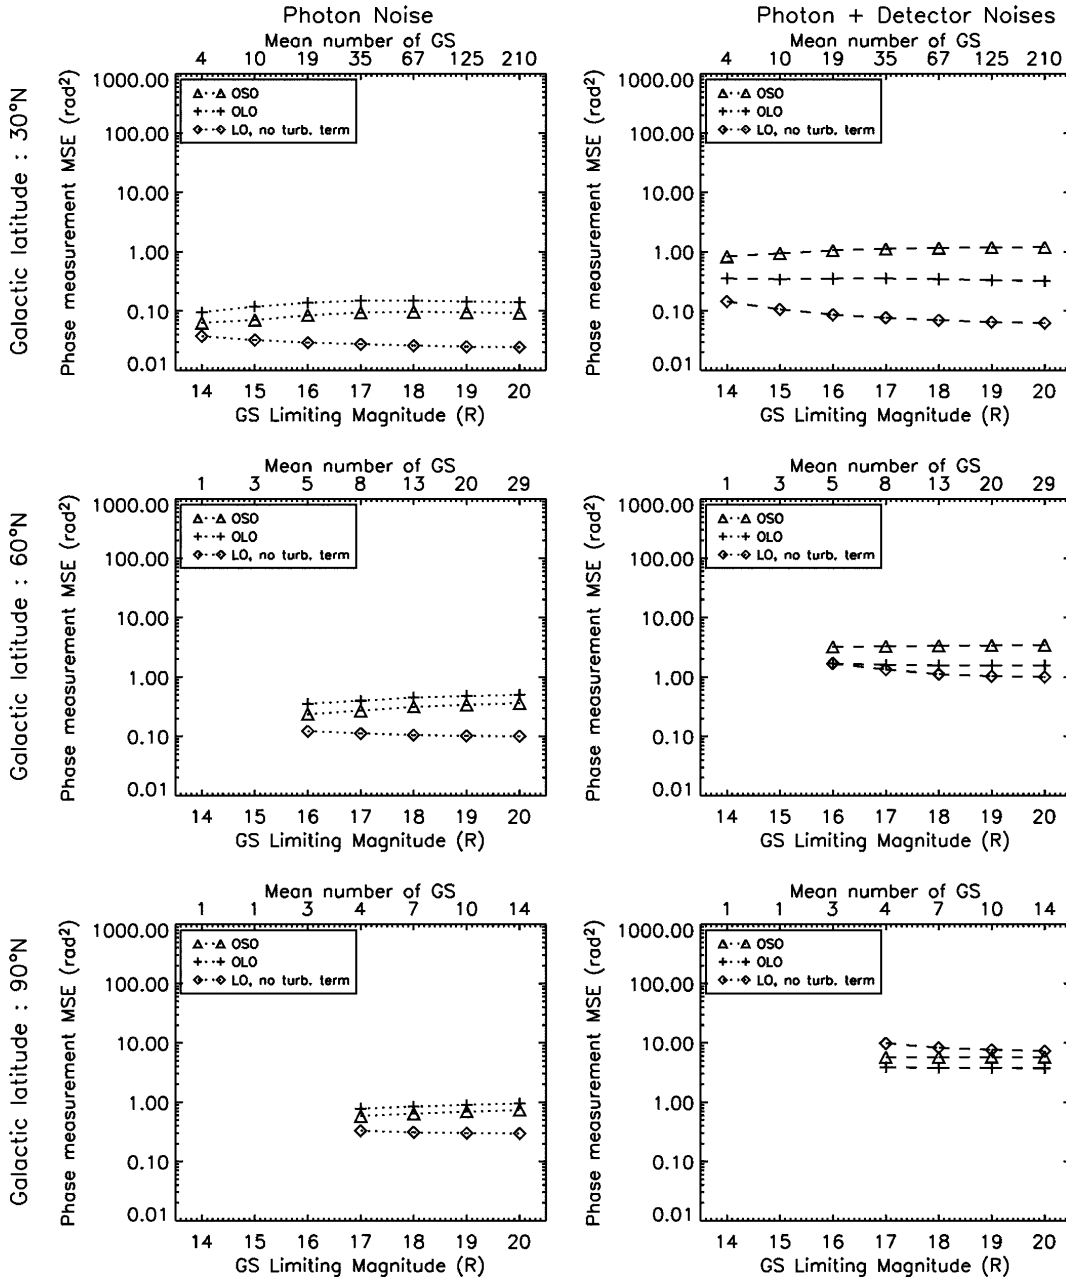 Photon Noise
Mean number of GS
4 10 19 35 67 125 210
Galactic latitude : 30°N
Phase measurement MSE (rad²)
1000.00
100.00
10.00
1.00
0.10
0.01
OSO
OLO
LO, no turb. term
14 15 16 17 18 19 20
GS Limiting Magnitude (R)
Photon + Detector Noises
Mean number of GS
4 10 19 35 67 125 210
Phase measurement MSE (rad²)
1000.00
100.00
10.00
1.00
0.10
0.01
OSO
OLO
LO, no turb. term
14 15 16 17 18 19 20
GS Limiting Magnitude (R)
Mean number of GS
1 3 5 8 13 20 29
Galactic latitude : 60°N
Phase measurement MSE (rad²)
1000.00
100.00
10.00
1.00
0.10
0.01
OSO
OLO
LO, no turb. term
14 15 16 17 18 19 20
GS Limiting Magnitude (R)
Mean number of GS
1 3 5 8 13 20 29
Phase measurement MSE (rad²)
1000.00
100.00
10.00
1.00
0.10
0.01
OSO
OLO
LO, no turb. term
14 15 16 17 18 19 20
GS Limiting Magnitude (R)
Mean number of GS
1 1 3 4 7 10 14
Galactic latitude : 90°N
Phase measurement MSE (rad²)
1000.00
100.00
10.00
1.00
0.10
0.01
OSO
OLO
LO, no turb. term
14 15 16 17 18 19 20
GS Limiting Magnitude (R)
Mean number of GS
1 1 3 4 7 10 14
Phase measurement MSE (rad²)
1000.00
100.00
10.00
1.00
0.10
0.01
OSO
OLO
LO, no turb. term
14 15 16 17 18 19 20
GS Limiting Magnitude (R)